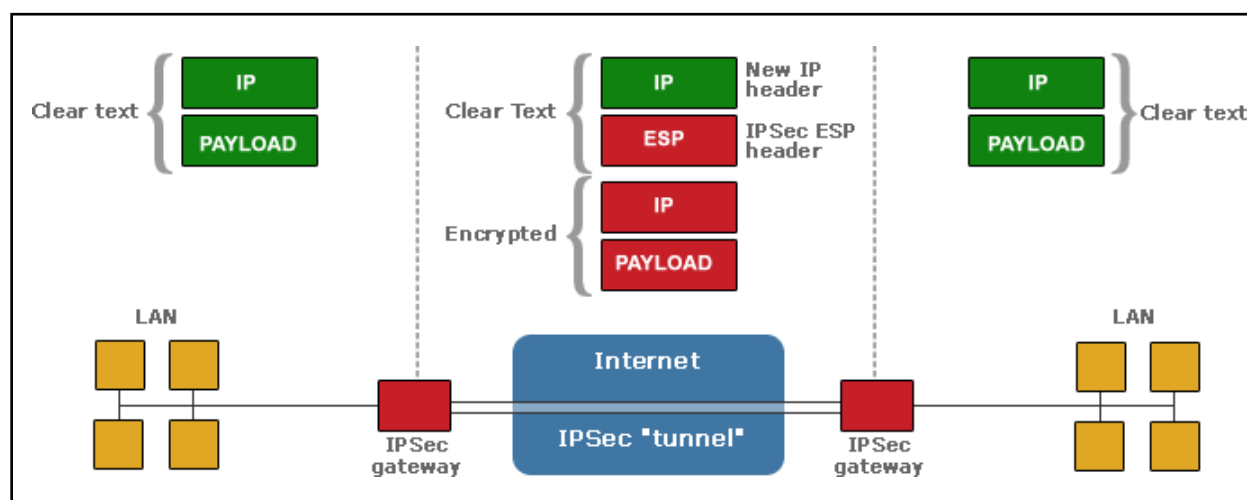 Clear text
IP
PAYLOAD
Clear Text
IP
New IP
header
ESP
IPSec ESP
header
Encrypted
IP
PAYLOAD
IP
PAYLOAD
Clear text
LAN
IPSec
gateway
Internet
IPSec "tunnel"
IPSec
gateway
LAN